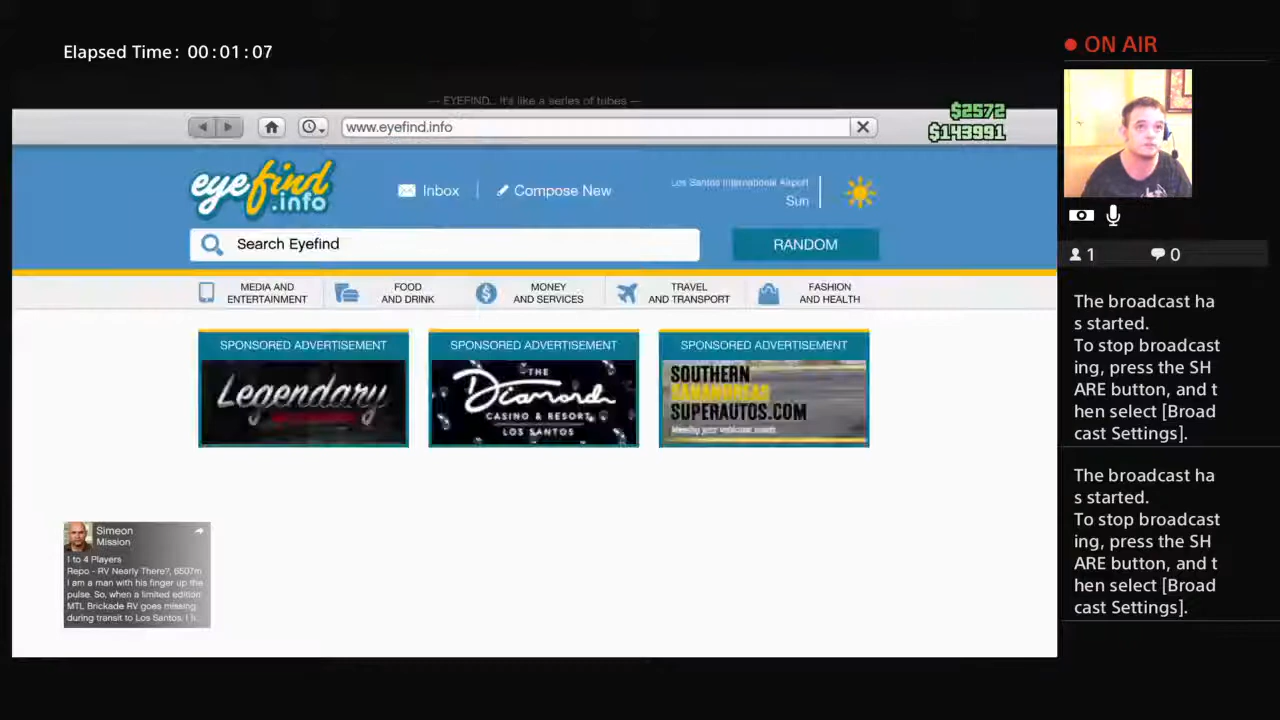 Elapsed Time: 00:01:07
ON AIR
— EYEFIND... It's like a series of tubes —
www.eyefind.info
$2572
$143991
eyefind
.info
Inbox
Compose New
Los Santos International Airport
Sun
Search Eyefind
RANDOM
MEDIA AND
ENTERTAINMENT
FOOD
AND DRINK
MONEY
AND SERVICES
TRAVEL
AND TRANSPORT
FASHION
AND HEALTH
SPONSORED ADVERTISEMENT
Legendary
SPONSORED ADVERTISEMENT
THE
Diamond
CASINO & RESORT
LOS SANTOS
SPONSORED ADVERTISEMENT
SOUTHERN
SAN ANDREAS
SUPERAUTOS.COM
Simeon
Mission
1 to 4 Players
Repo - RV Nearly There?, 6507m
I am a man with his finger up the
pulse. So, when a limited edition
MTL Brickade RV goes missing
during transit to Los Santos, I
1
0
The broadcast ha
s started.
To stop broadcast
ing, press the SH
ARE button, and t
hen select [Broad
cast Settings].
The broadcast ha
s started.
To stop broadcast
ing, press the SH
ARE button, and t
hen select [Broad
cast Settings].